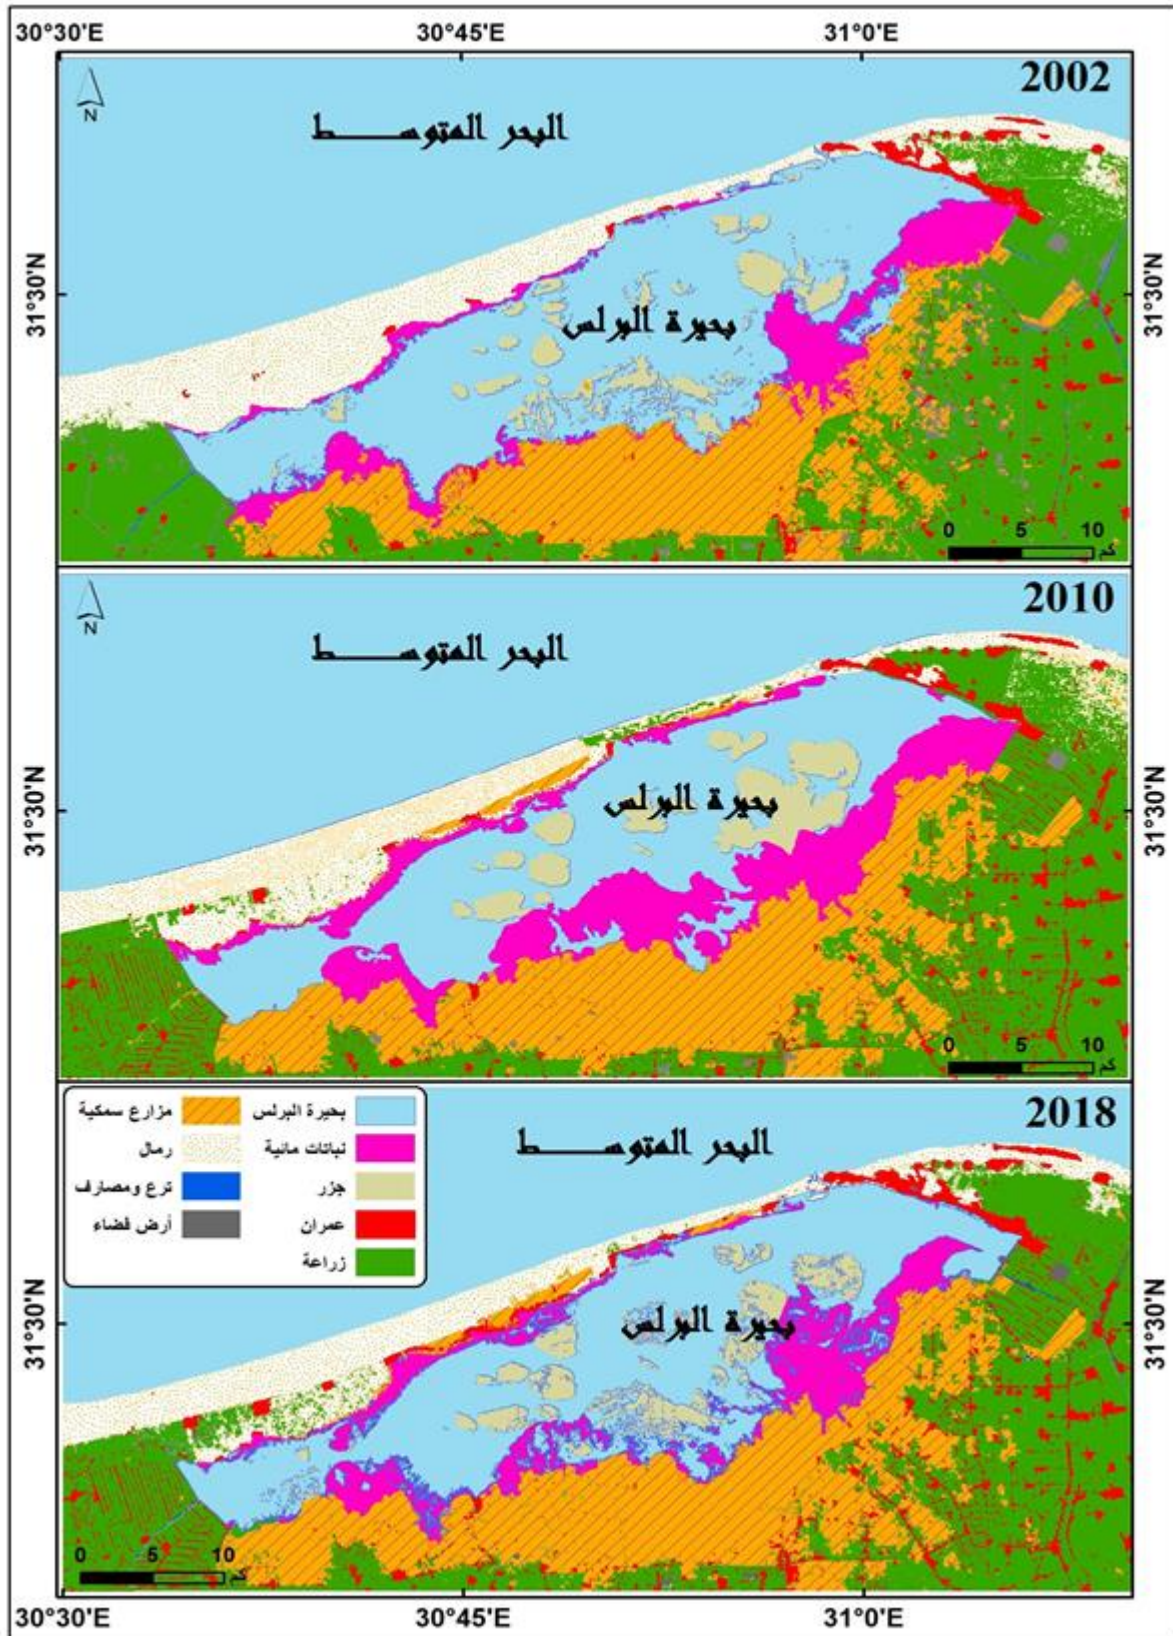 30°30'E 30°45'E 31°0'E
2002
N
البحر المتوسـط
31°30'N 31°30'N
بحيرة البرلس
0 5 10
كم
2010
N
البحر المتوسـط
31°30'N 31°30'N
بحيرة البرلس
0 5 10
كم
2018
بحيرة البرلس مزارع سمكية
نباتات مائية رمال
جزر ترع ومصارف
عمران أرض فضاء
زراعة
البحر المتوسـط
31°30'N 31°30'N
بحيرة البرلس
0 5 10
كم
30°30'E 30°45'E 31°0'E